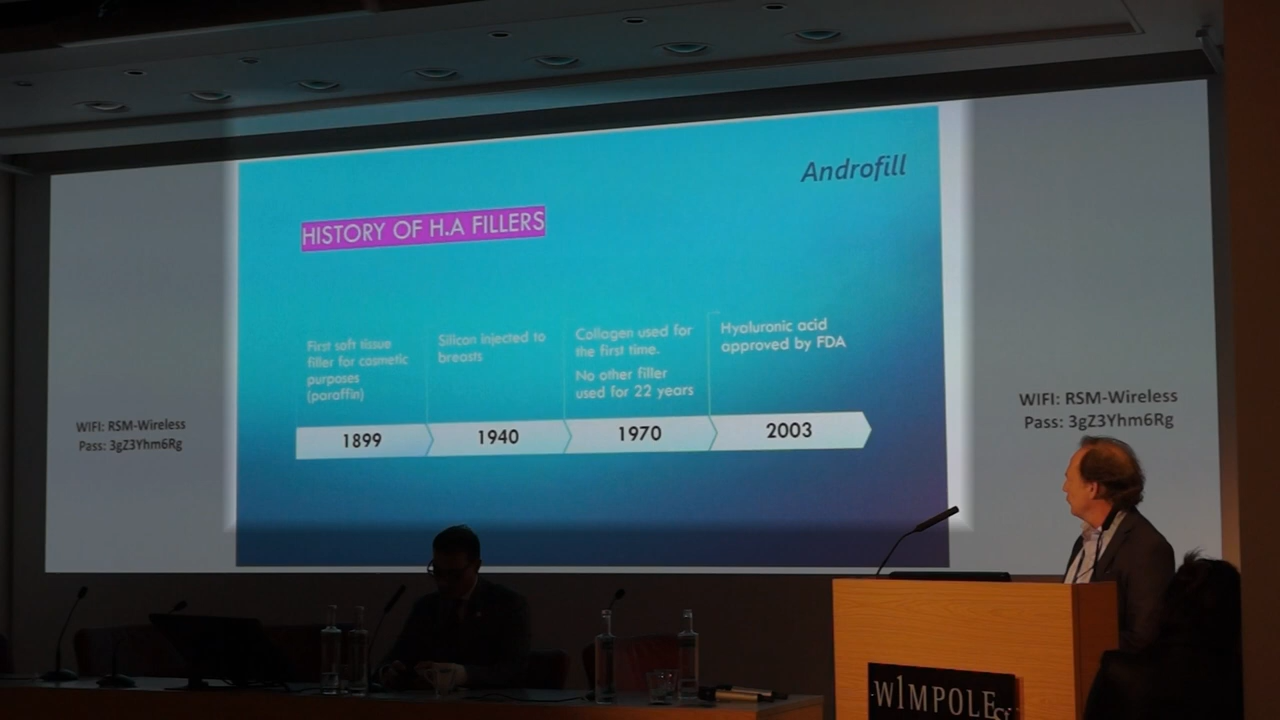 Androfill
HISTORY OF H.A FILLERS
First soft tissue
filler for cosmetic
purposes
(paraffin)
Silicon injected to
breasts
Collagen used for
the first time.
No other filler
used for 22 years
Hyaluronic acid
approved by FDA
1899
1940
1970
2003
WIFI: RSM-Wireless
Pass: 3gZ3Yhm6Rg
WIFI: RSM-Wireless
Pass: 3gZ3Yhm6Rg
W1MPOLE St